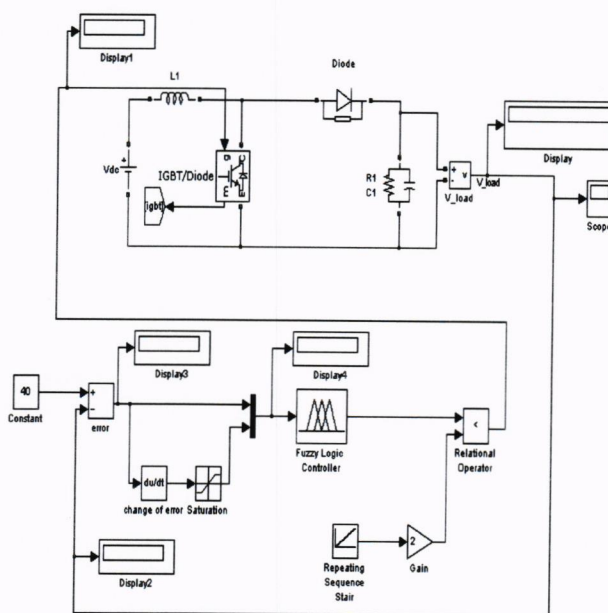 Display1
L1
Diode
Vdc
+
g
C
m
E
IGBT/Diode
[igbt]
R1
C1
+
-
v
V_load
V_load
Display
Scope
Display3
Display4
40
Constant
+
−
error
du/dt
change of error
Saturation
Fuzzy Logic
Controller
<
Relational
Operator
Repeating
Sequence
Stair
2
Gain
Display2